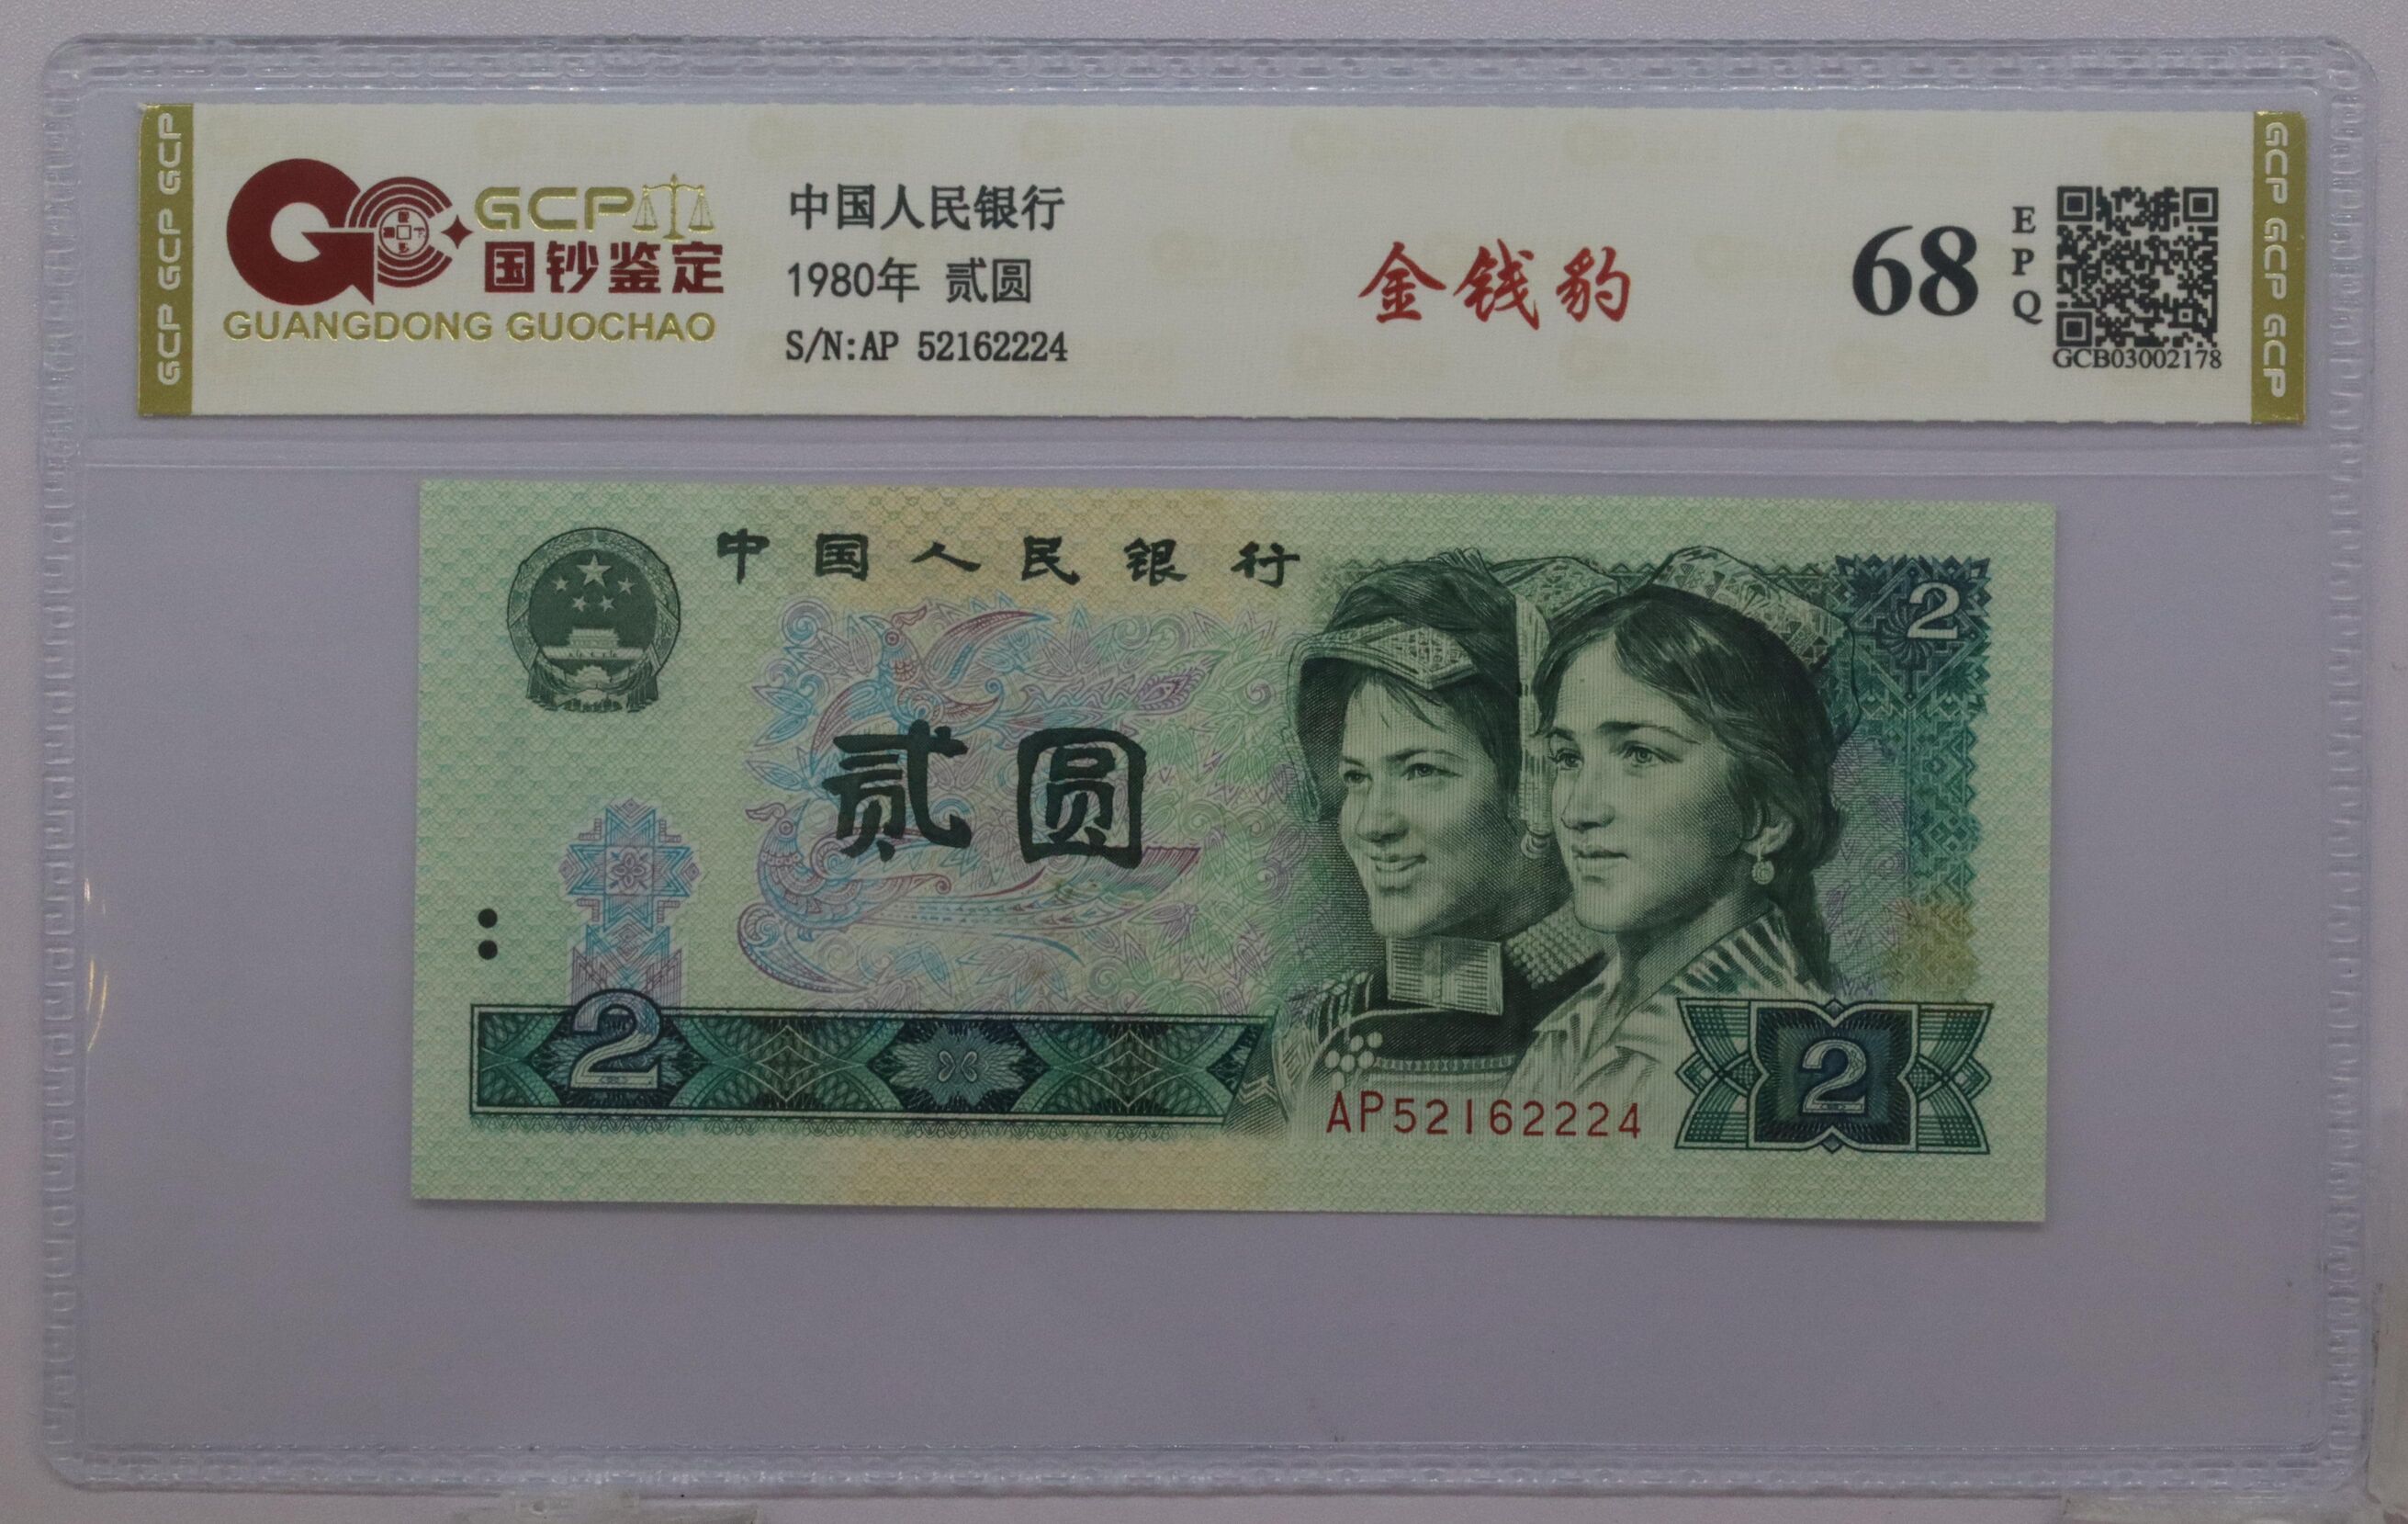 GCP GCP GCP
GCP
国钞鉴定
GUANGDONG GUOCHAO
中国人民银行
1980年 贰圆
S/N:AP 52162224
金钱豹
68
EPQ
GCB03002178
GCP GCP GCP
中国人民银行
2
贰圆
2
AP52162224
2